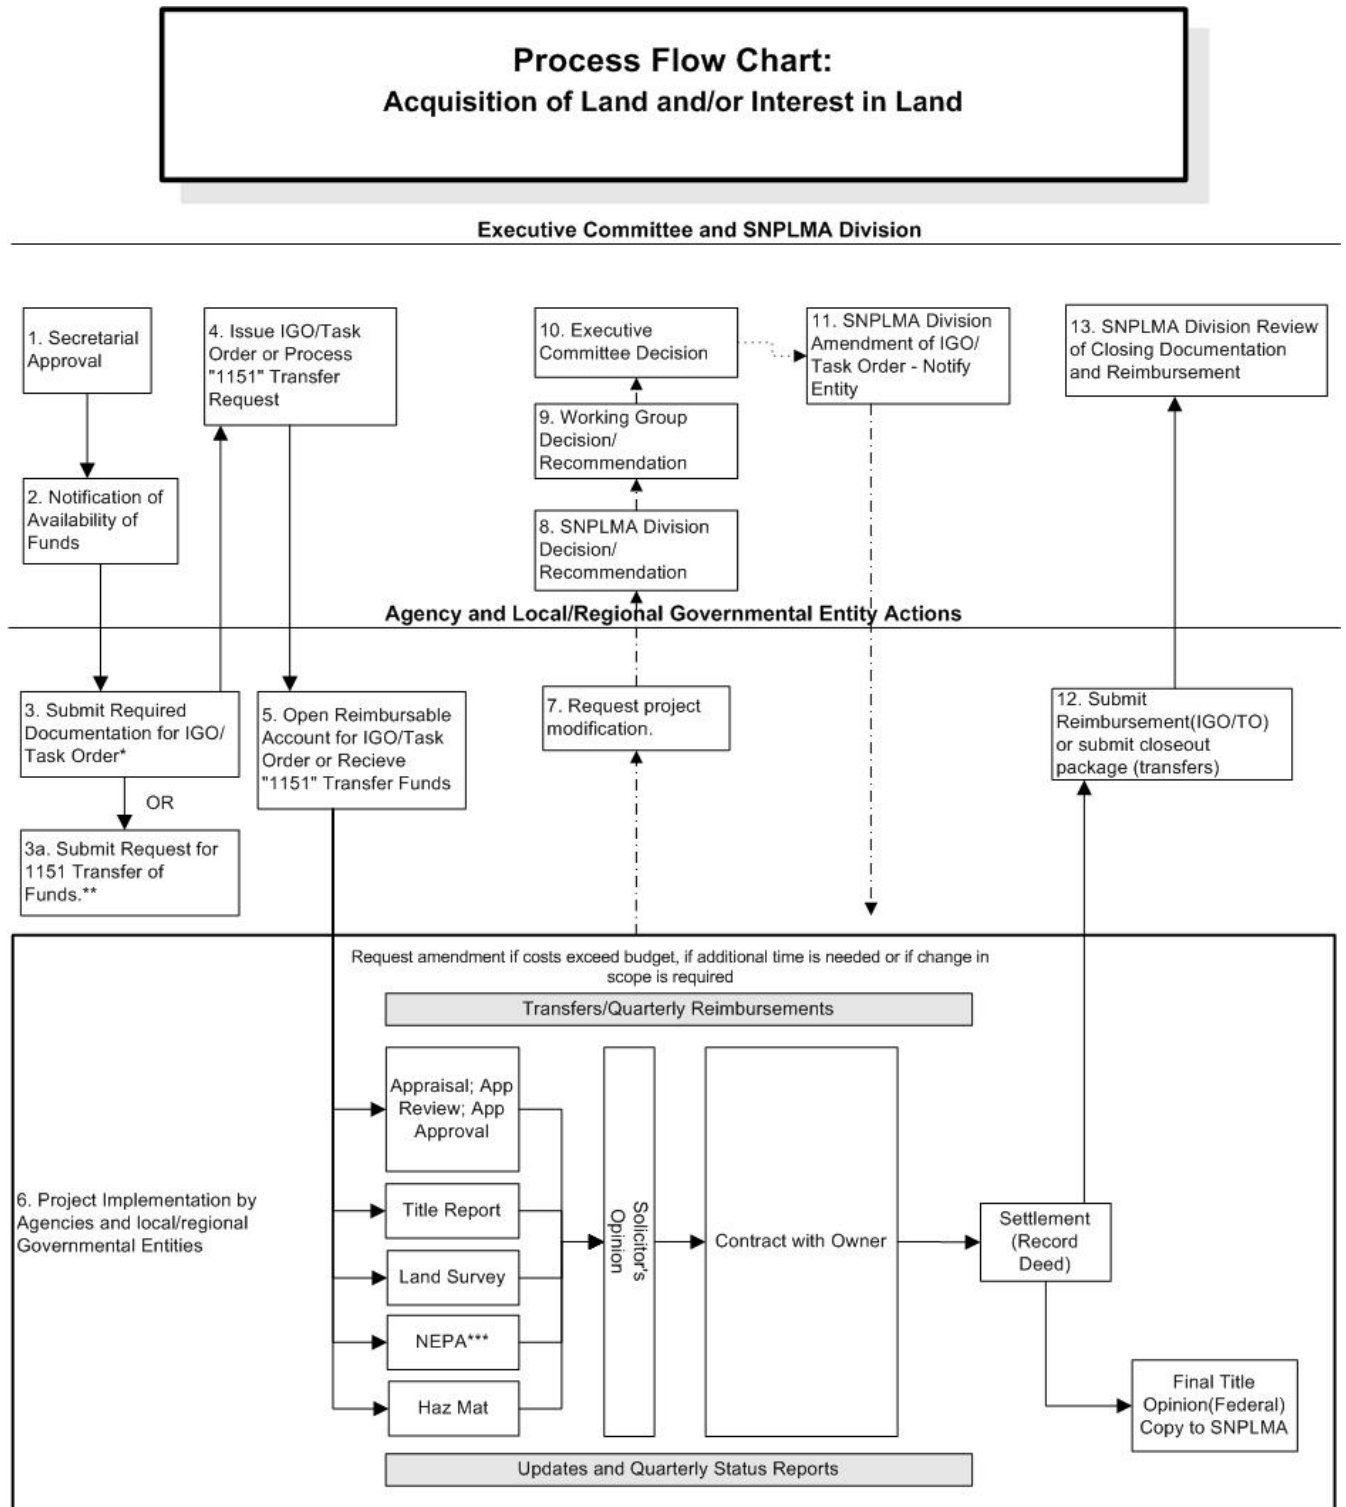 Process Flow Chart:
Acquisition of Land and/or Interest in Land
Executive Committee and SNPLMA Division
1. Secretarial
Approval
2. Notification of
Availability of
Funds
4. Issue IGO/Task
Order or Process
"1151" Transfer
Request
10. Executive
Committee Decision
9. Working Group
Decision/
Recommendation
8. SNPLMA Division
Decision/
Recommendation
11. SNPLMA Division
Amendment of IGO/
Task Order - Notify
Entity
13. SNPLMA Division Review
of Closing Documentation
and Reimbursement
Agency and Local/Regional Governmental Entity Actions
3. Submit Required
Documentation for IGO/
Task Order*
OR
3a. Submit Request for
1151 Transfer of
Funds.**
5. Open Reimbursable
Account for IGO/Task
Order or Recieve
"1151" Transfer Funds
7. Request project
modification.
12. Submit
Reimbursement(IGO/TO)
or submit closeout
package (transfers)
Request amendment if costs exceed budget, if additional time is needed or if change in
scope is required
Transfers/Quarterly Reimbursements
6. Project Implementation by
Agencies and local/regional
Governmental Entities
Appraisal; App
Review; App
Approval
Title Report
Land Survey
NEPA***
Haz Mat
Solicitor's
Opinion
Contract with Owner
Settlement
(Record
Deed)
Final Title
Opinion(Federal)
Copy to SNPLMA
Updates and Quarterly Status Reports